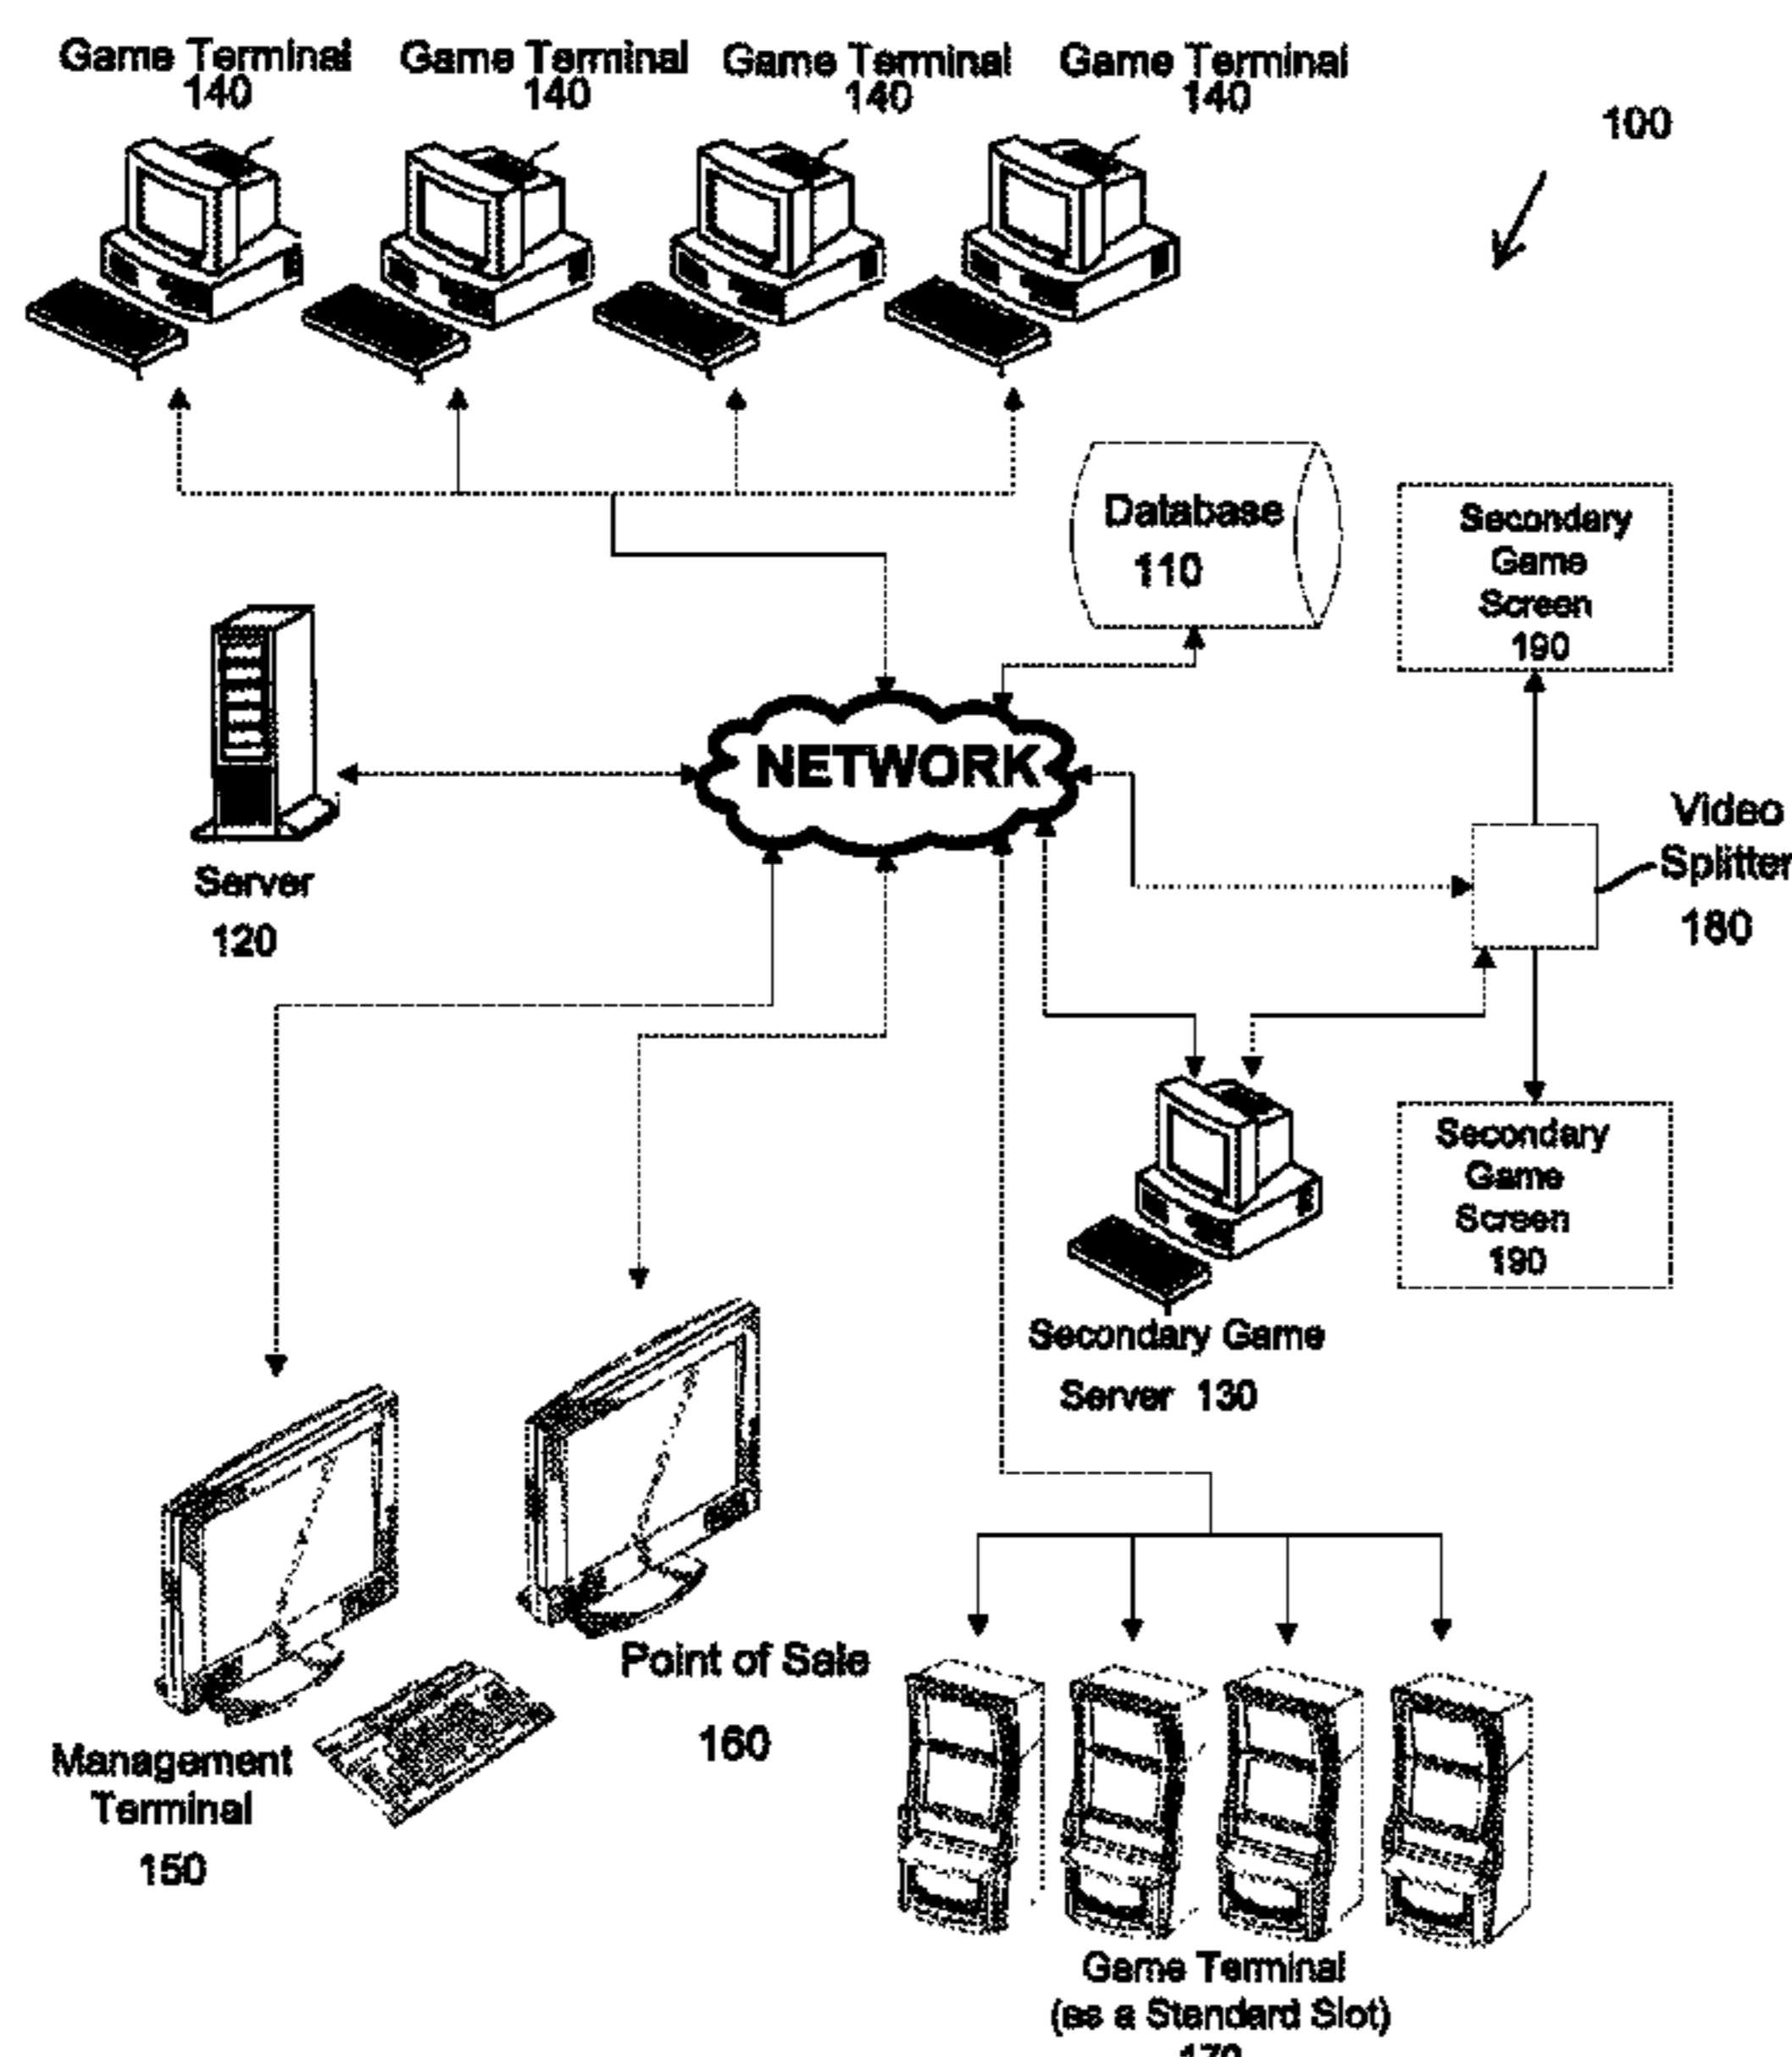 Game Terminal
140
Game Terminal
140
Game Terminal
140
Game Terminal
140
100
Database
110
Secondary
Game
Screen
190
NETWORK
Video
Splitter
180
Server
120
Secondary
Game
Screen
190
Secondary Game
Server 130
Point of Sale
160
Management
Terminal
150
Game Terminal
(as a Standard Slot)
170